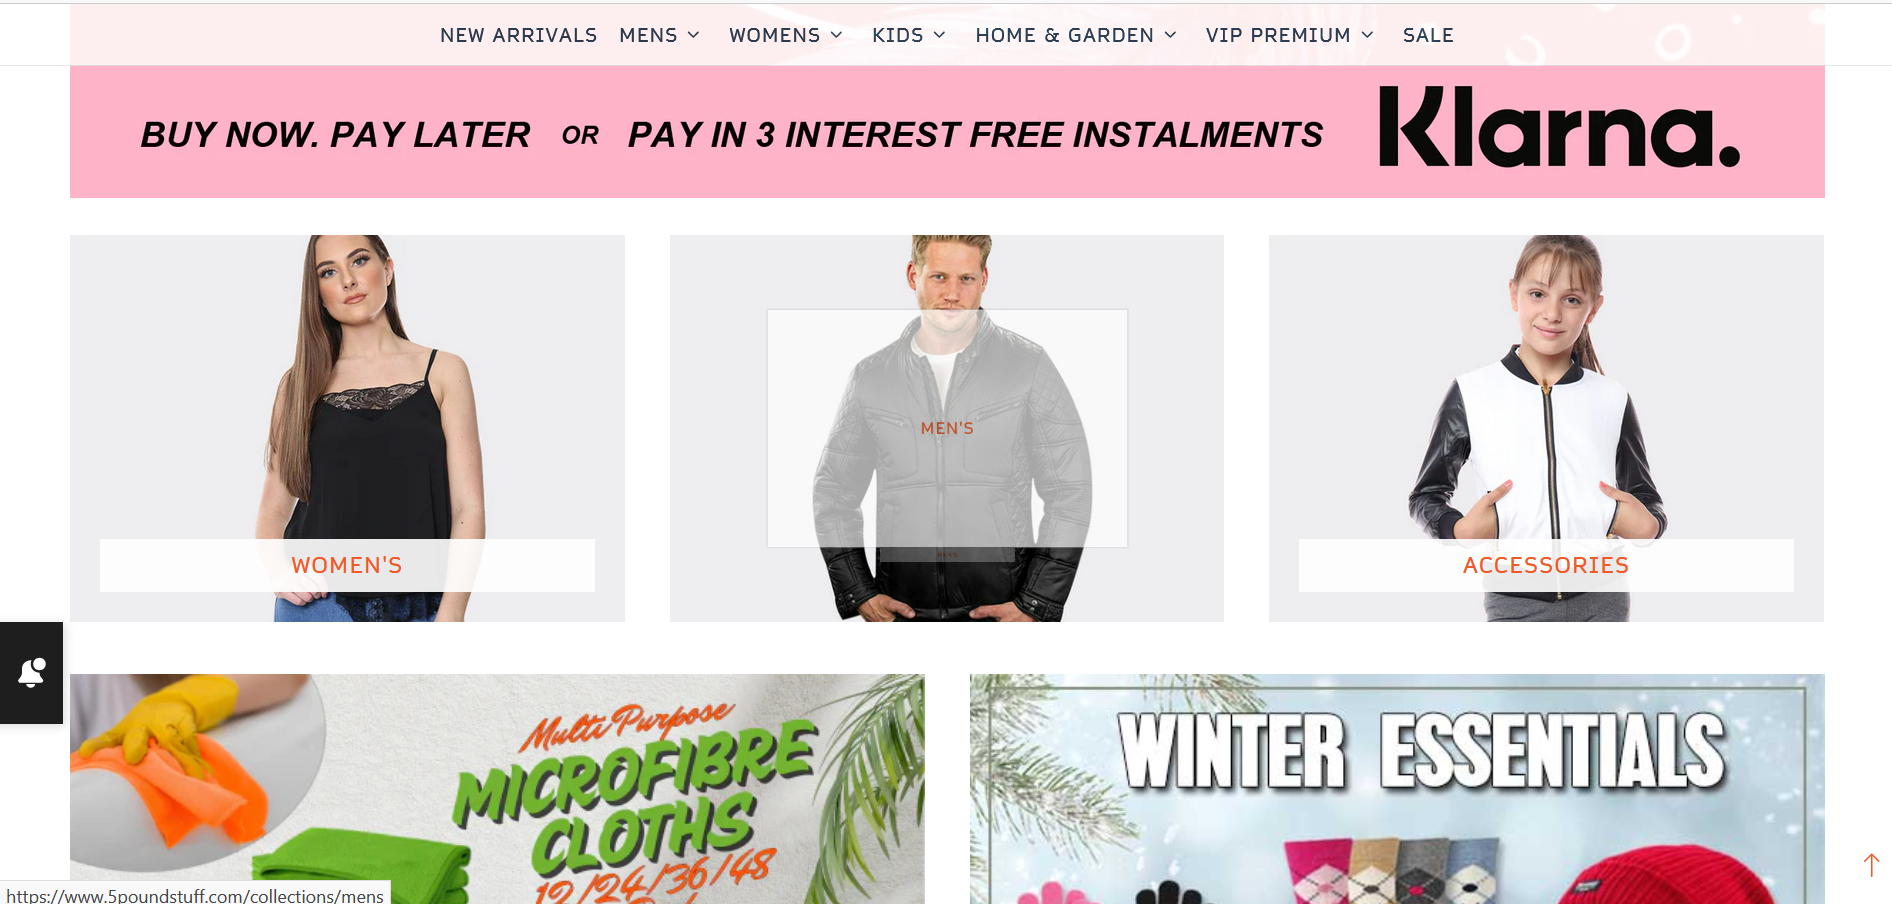 NEW ARRIVALS MENS WOMENS KIDS HOME & GARDEN VIP PREMIUM SALE
BUY NOW. PAY LATER OR PAY IN 3 INTEREST FREE INSTALMENTS Klarna.
MEN'S
WOMEN'S
ACCESSORIES
Multi Purpose
MICROFIBRE
CLOTHS
12/24/36/48
WINTER ESSENTIALS
https://www.5poundstuff.com/collections/mens